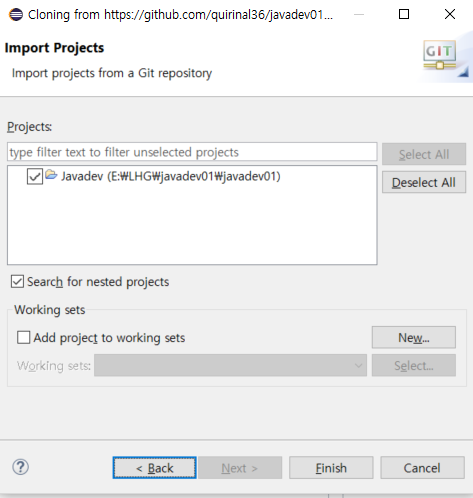 Cloning from https://github.com/quirinal36/javadev01...
Import Projects
Import projects from a Git repository
GIT
Projects:
type filter text to filter unselected projects
Select All
Javadev (E:₩LHG₩javadev01₩javadev01)
Deselect All
Search for nested projects
Working sets
Add project to working sets
New...
Working sets:
Select...
?
< Back
Next >
Finish
Cancel